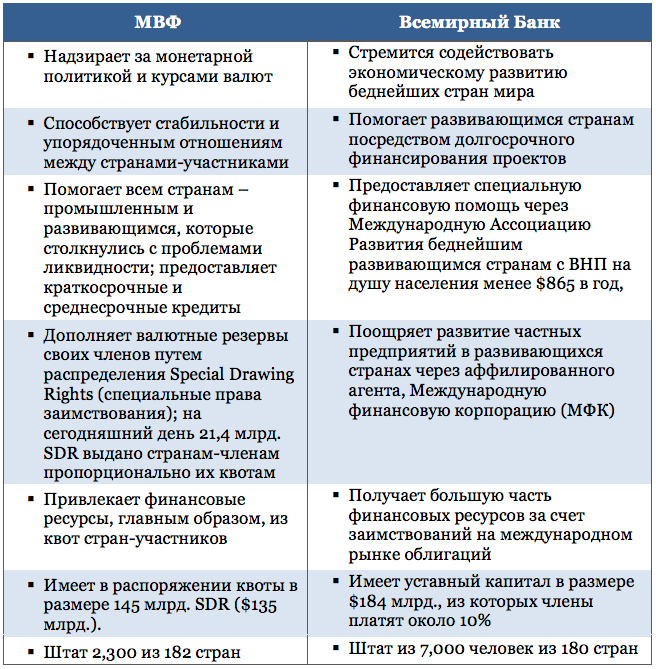 МВФ
Всемирный Банк
▪ Надзирает за монетарной
политикой и курсами валют
▪ Стремится содействовать
экономическому развитию
беднейших стран мира
▪ Способствует стабильности и
упорядоченным отношениям
между странами-участниками
▪ Помогает развивающимся странам
посредством долгосрочного
финансирования проектов
▪ Помогает всем странам –
промышленным и
развивающимся, которые
столкнулись с проблемами
ликвидности; предоставляет
краткосрочные и
среднесрочные кредиты
▪ Предоставляет специальную
финансовую помощь через
Международную Ассоциацию
Развития беднейшим
развивающимся странам с ВНП на
душу населения менее $865 в год,
▪ Дополняет валютные резервы
своих членов путем
распределения Special Drawing
Rights (специальные права
заимствования); на
сегодняшний день 21,4 млрд.
SDR выдано странам-членам
пропорционально их квотам
▪ Поощряет развитие частных
предприятий в развивающихся
странах через аффилированного
агента, Международную
финансовую корпорацию (МФК)
▪ Привлекает финансовые
ресурсы, главным образом, из
квот стран-участников
▪ Получает большую часть
финансовых ресурсов за счет
заимствований на международном
рынке облигаций
▪ Имеет в распоряжении квоты в
размере 145 млрд. SDR ($135
млрд.).
▪ Имеет уставный капитал в размере
$184 млрд., из которых члены
платят около 10%
▪ Штат 2,300 из 182 стран
▪ Штат из 7,000 человек из 180 стран